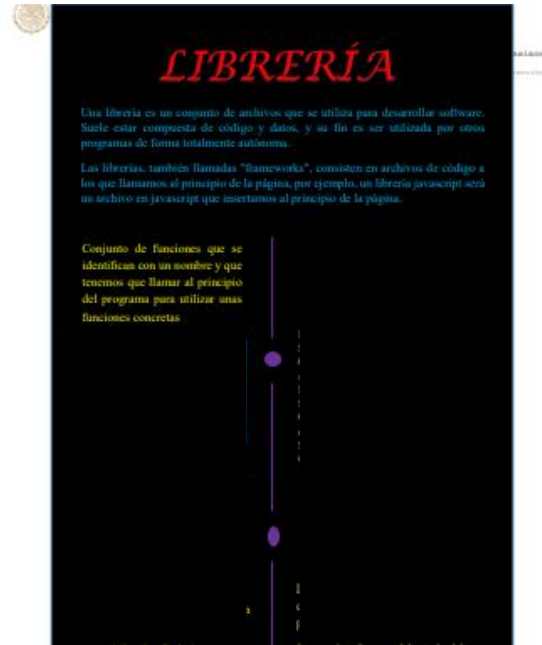 LIBRERÍA
Una librería es un conjunto de archivos que se utiliza para desarrollar software.
Suele estar compuesta de código y datos, y su fin es ser utilizada por otros
programas de forma totalmente autónoma.
Las librerías, también llamadas "frameworks", consisten en archivos de código a
los que llamamos al principio de la página, por ejemplo, un librería javascript será
un archivo en javascript que insertamos al principio de la página.
Conjunto de funciones que se
identifican con un nombre y que
tenemos que llamar al principio
del programa para utilizar unas
funciones concretas